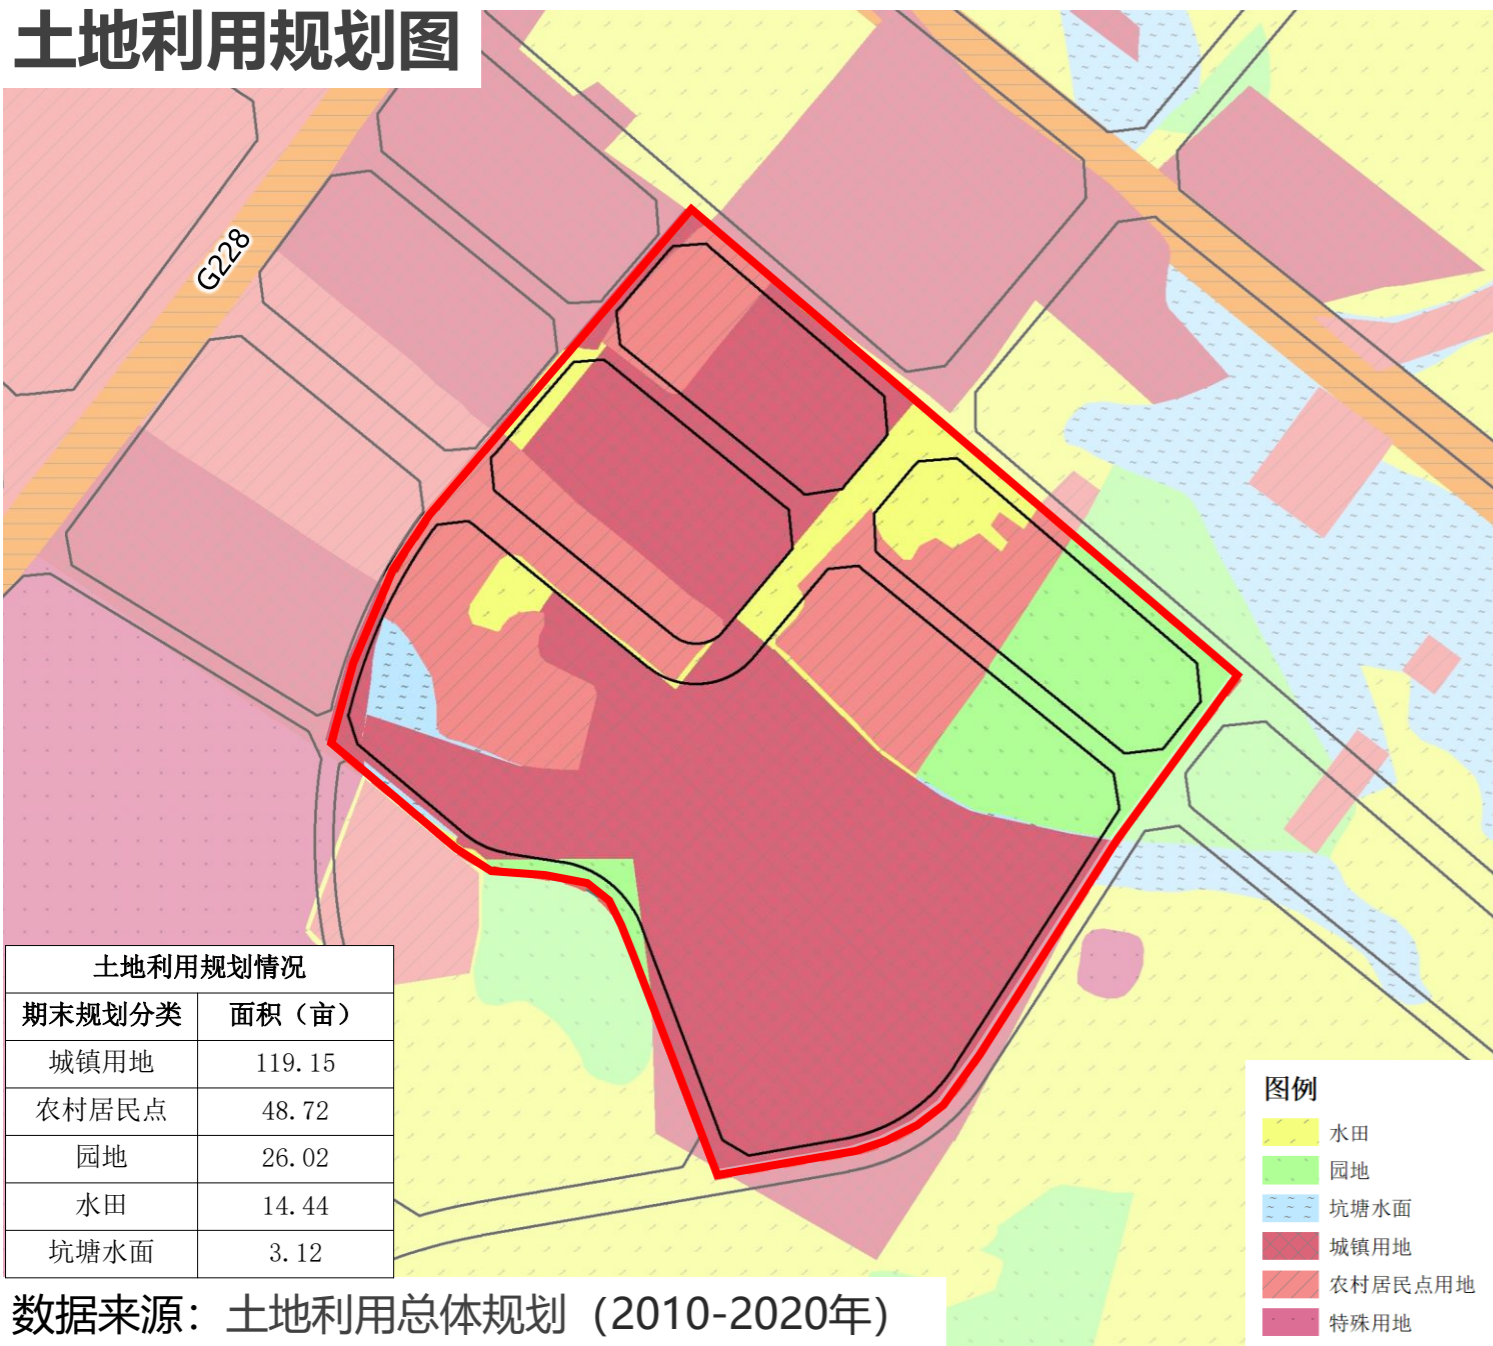 土地利用规划图
G228
土地利用规划情况
期末规划分类 面积（亩）
城镇用地 119.15
农村居民点 48.72
园地 26.02
水田 14.44
坑塘水面 3.12
图例
水田
园地
坑塘水面
城镇用地
农村居民点用地
特殊用地
数据来源：土地利用总体规划（2010-2020年）